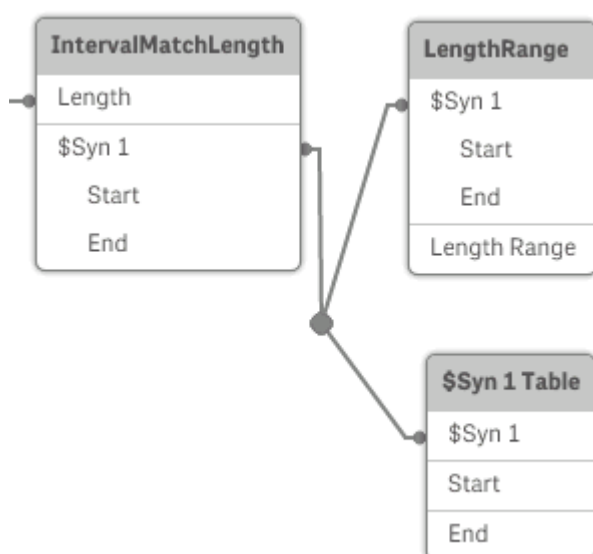 IntervalMatchLength
Length
$Syn 1
Start
End
LengthRange
$Syn 1
Start
End
Length Range
$Syn 1 Table
$Syn 1
Start
End